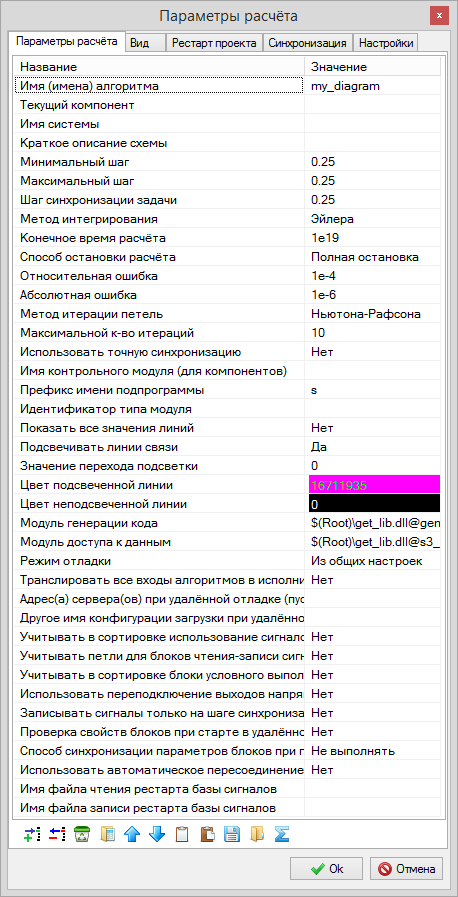 Параметры расчёта
Параметры расчёта Вид Рестарт проекта Синхронизация Настройки
Название Значение
Имя (имена) алгоритма my_diagram
Текущий компонент
Имя системы
Краткое описание схемы
Минимальный шаг 0.25
Максимальный шаг 0.25
Шаг синхронизации задачи 0.25
Метод интегрирования Эйлера
Конечное время расчёта 1e19
Способ остановки расчёта Полная остановка
Относительная ошибка 1e-4
Абсолютная ошибка 1e-6
Метод итерации петель Ньютона-Рафсона
Максимальной к-во итераций 10
Использовать точную синхронизацию Нет
Имя контрольного модуля (для компонентов)
Префикс имени подпрограммы s
Идентификатор типа модуля
Показать все значения линий Нет
Подсвечивать линии связи Да
Значение перехода подсветки 0
Цвет подсвеченной линии 16711935
Цвет неподсвеченной линии 0
Модуль генерации кода $(Root)\get_lib.dll@gen
Модуль доступа к данным $(Root)\get_lib.dll@s3_
Режим отладки Из общих настроек
Транслировать все входы алгоритмов в исполни Нет
Адрес(а) сервера(ов) при удалённой отладке (пус
Другое имя конфигурации загрузки при удалённо
Учитывать в сортировке использование сигнало Нет
Учитывать петли для блоков чтения-записи сигн Нет
Учитывать в сортировке блоки условного выпол Нет
Использовать переподключение выходов напря Нет
Записывать сигналы только на шаге синхрониза Нет
Проверка свойств блоков при старте в удалённо Нет
Способ синхронизации параметров блоков при г Не выполнять
Использовать автоматическое пересоединение Нет
Имя файла чтения рестарта базы сигналов
Имя файла записи рестарта базы сигналов
Ok Отмена